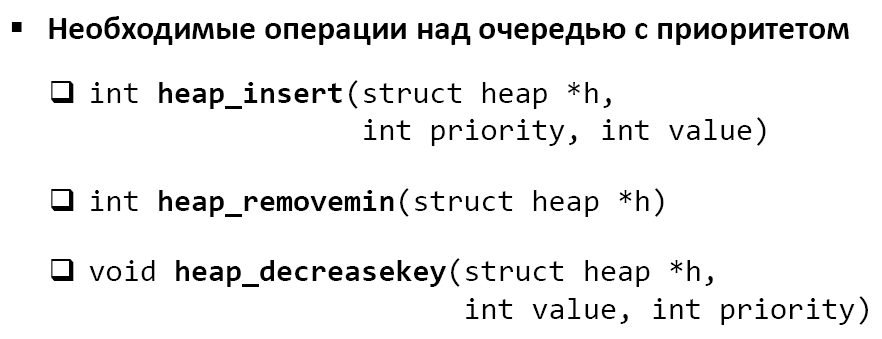 ▪ Необходимые операции над очередью с приоритетом
❑ int heap_insert(struct heap *h,
int priority, int value)
❑ int heap_removemin(struct heap *h)
❑ void heap_decreasekey(struct heap *h,
int value, int priority)